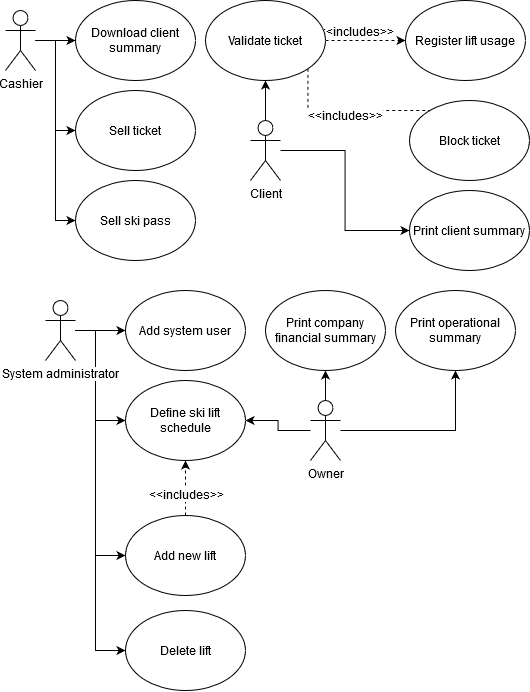 Download client
summary
Validate ticket
<<includes>>
Register lift usage
Cashier
<<includes>>
Sell ticket
Block ticket
Client
Sell ski pass
Print client summary
Add system user
Print company
financial summary
Print operational
summary
System administrator
Define ski lift
schedule
Owner
<<includes>>
Add new lift
Delete lift